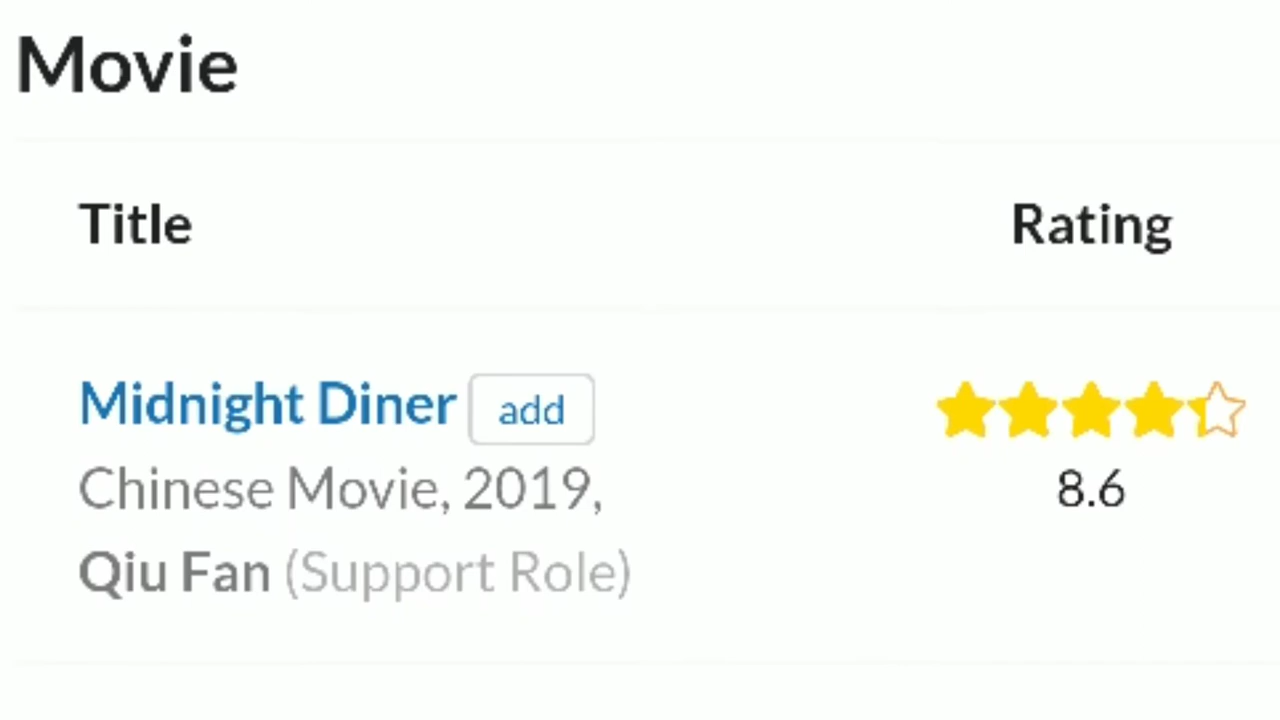 Movie
Title Rating
Midnight Diner add
Chinese Movie, 2019,
8.6
Qiu Fan (Support Role)